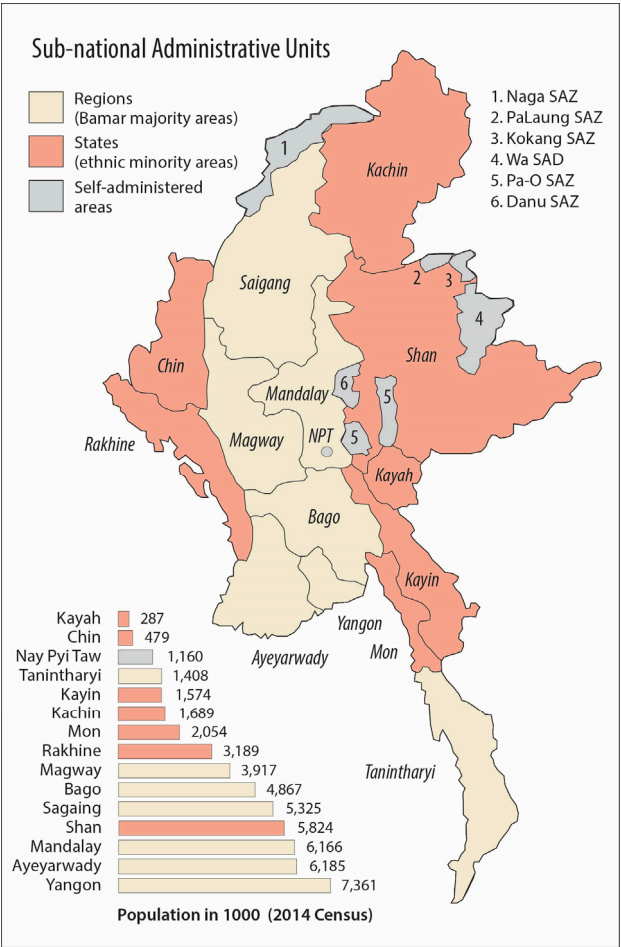 Sub-national Administrative Units
Regions
(Bamar majority areas)
States
(ethnic minority areas)
Self-administered
areas
1. Naga SAZ
2. PaLaung SAZ
3. Kokang SAZ
4. Wa SAD
5. Pa-O SAZ
6. Danu SAZ
1
Kachin
Saigang
2
3
4
Chin
Shan
Mandalay
6
5
Rakhine
Magway
NPT
5
Kayah
Bago
Kayin
Yangon
Mon
Ayeyarwady
Tanintharyi
Kayah 287
Chin 479
Nay Pyi Taw 1,160
Tanintharyi 1,408
Kayin 1,574
Kachin 1,689
Mon 2,054
Rakhine 3,189
Magway 3,917
Bago 4,867
Sagaing 5,325
Shan 5,824
Mandalay 6,166
Ayeyarwady 6,185
Yangon 7,361
Population in 1000 (2014 Census)